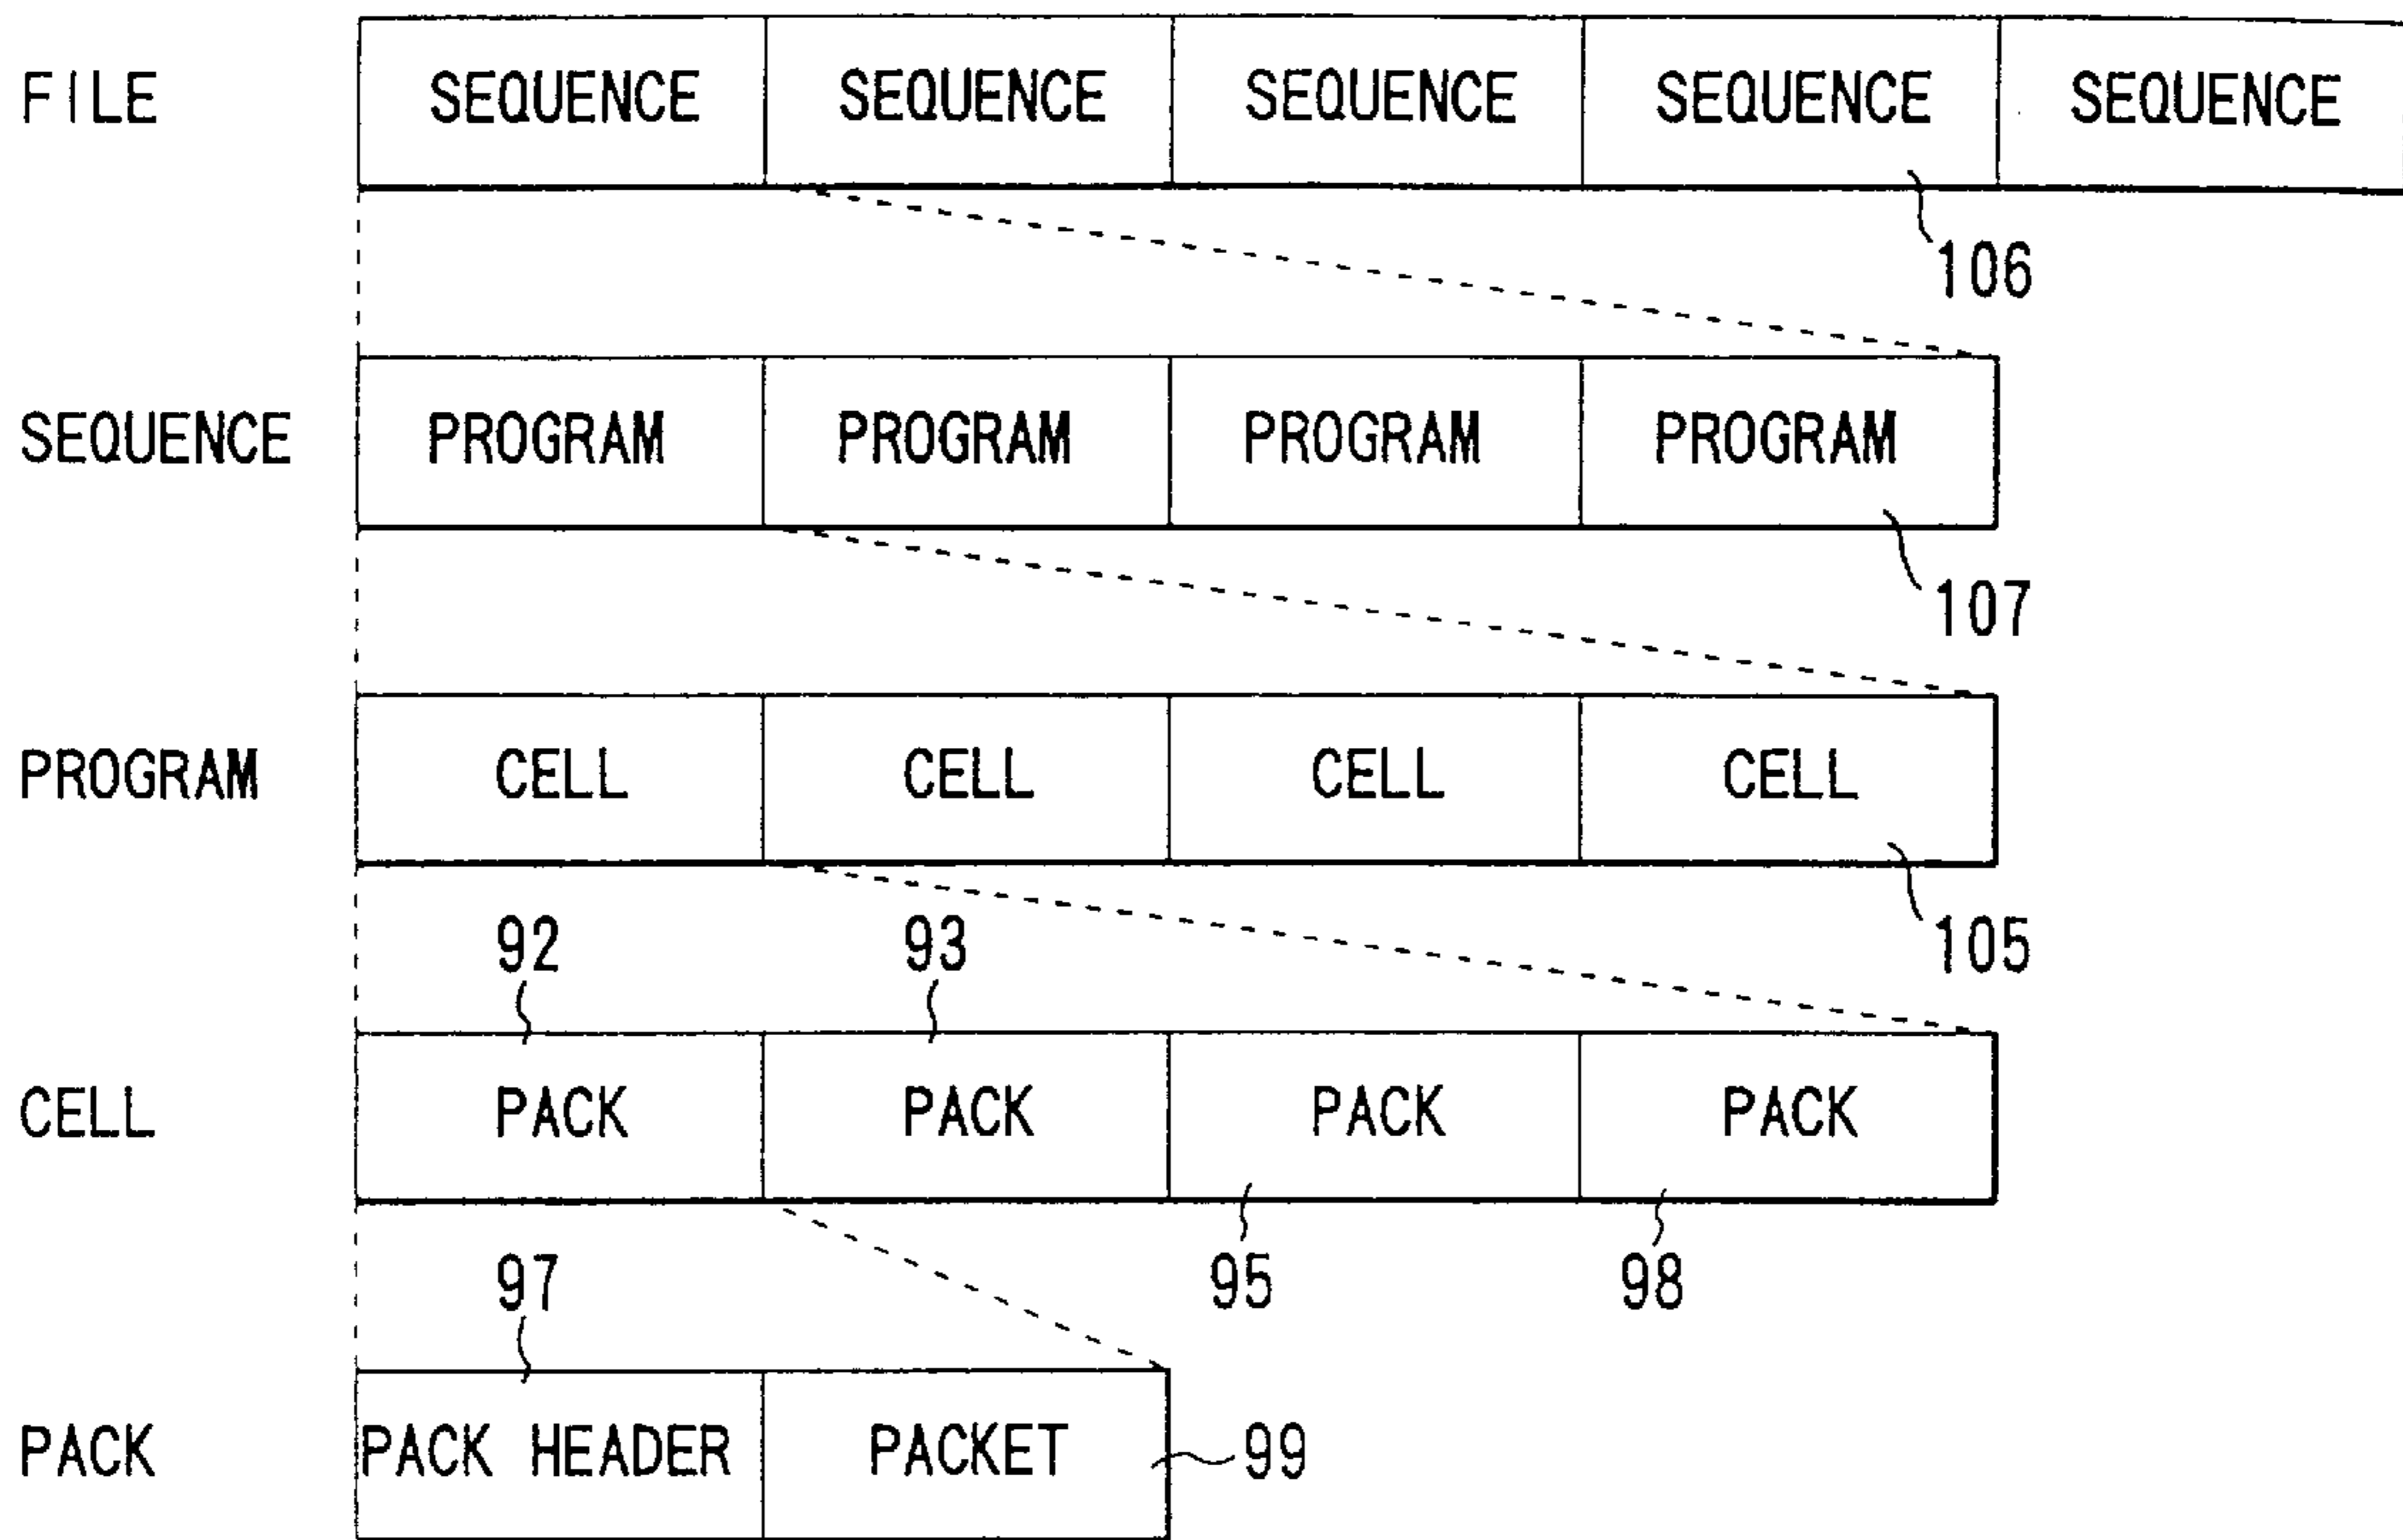 FILE SEQUENCE SEQUENCE SEQUENCE SEQUENCE SEQUENCE
106
SEQUENCE PROGRAM PROGRAM PROGRAM PROGRAM
107
PROGRAM CELL CELL CELL CELL
92 93 105
CELL PACK PACK PACK PACK
97 95 98
PACK PACK HEADER PACKET 99